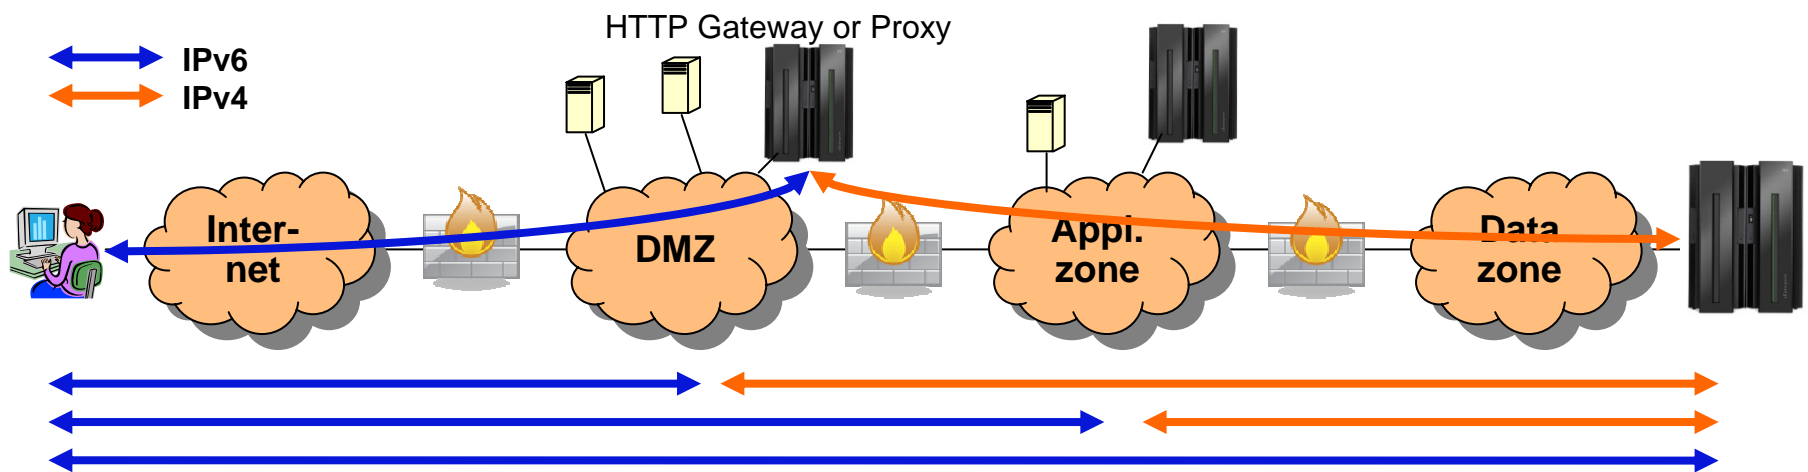 HTTP Gateway or Proxy
IPv6
IPv4
Inter-
net
DMZ
Appl.
zone
Data
zone